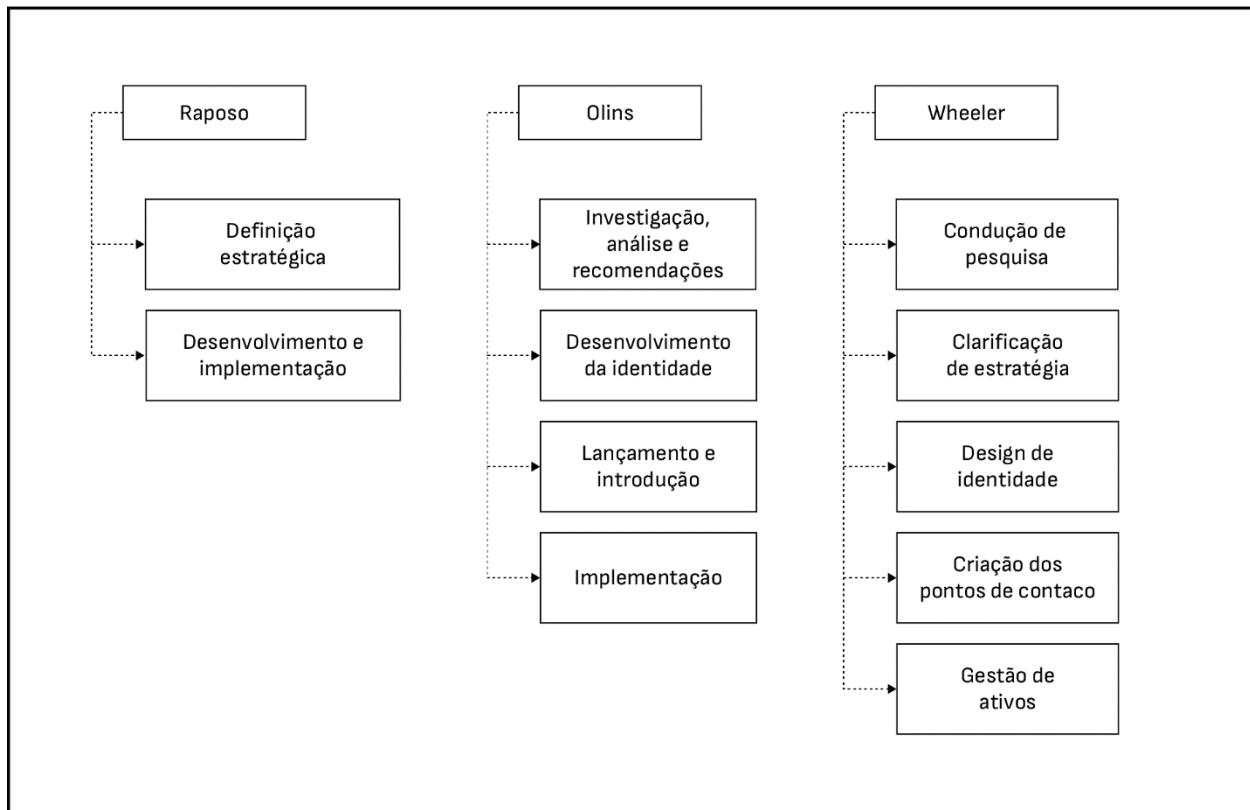 Raposo
Definição
estratégica
Desenvolvimento e
implementação
Olins
Investigação,
análise e
recomendações
Desenvolvimento
da identidade
Lançamento e
introdução
Implementação
Wheeler
Condução de
pesquisa
Clarificação
de estratégia
Design de
identidade
Criação dos
pontos de contaco
Gestão de
ativos